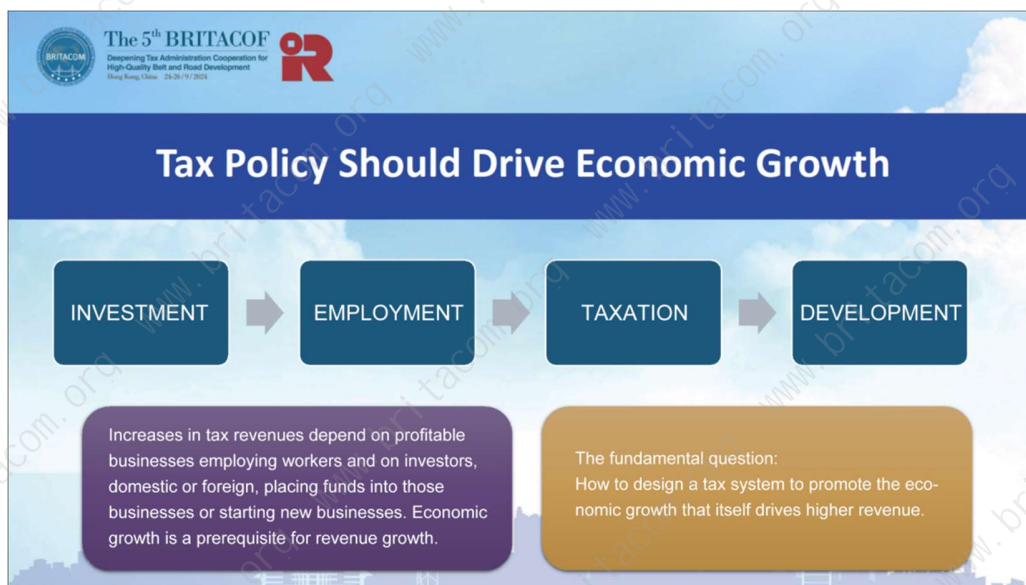 BRITACOM
The 5th BRITACOF
Deepening Tax Administration Cooperation for
High-Quality Belt and Road Development
Hong Kong, China 24-26 / 9 / 2024
Tax Policy Should Drive Economic Growth
INVESTMENT
EMPLOYMENT
TAXATION
DEVELOPMENT
Increases in tax revenues depend on profitable
businesses employing workers and on investors,
domestic or foreign, placing funds into those
businesses or starting new businesses. Economic
growth is a prerequisite for revenue growth.
The fundamental question:
How to design a tax system to promote the eco-
nomic growth that itself drives higher revenue.
www.britacom.org